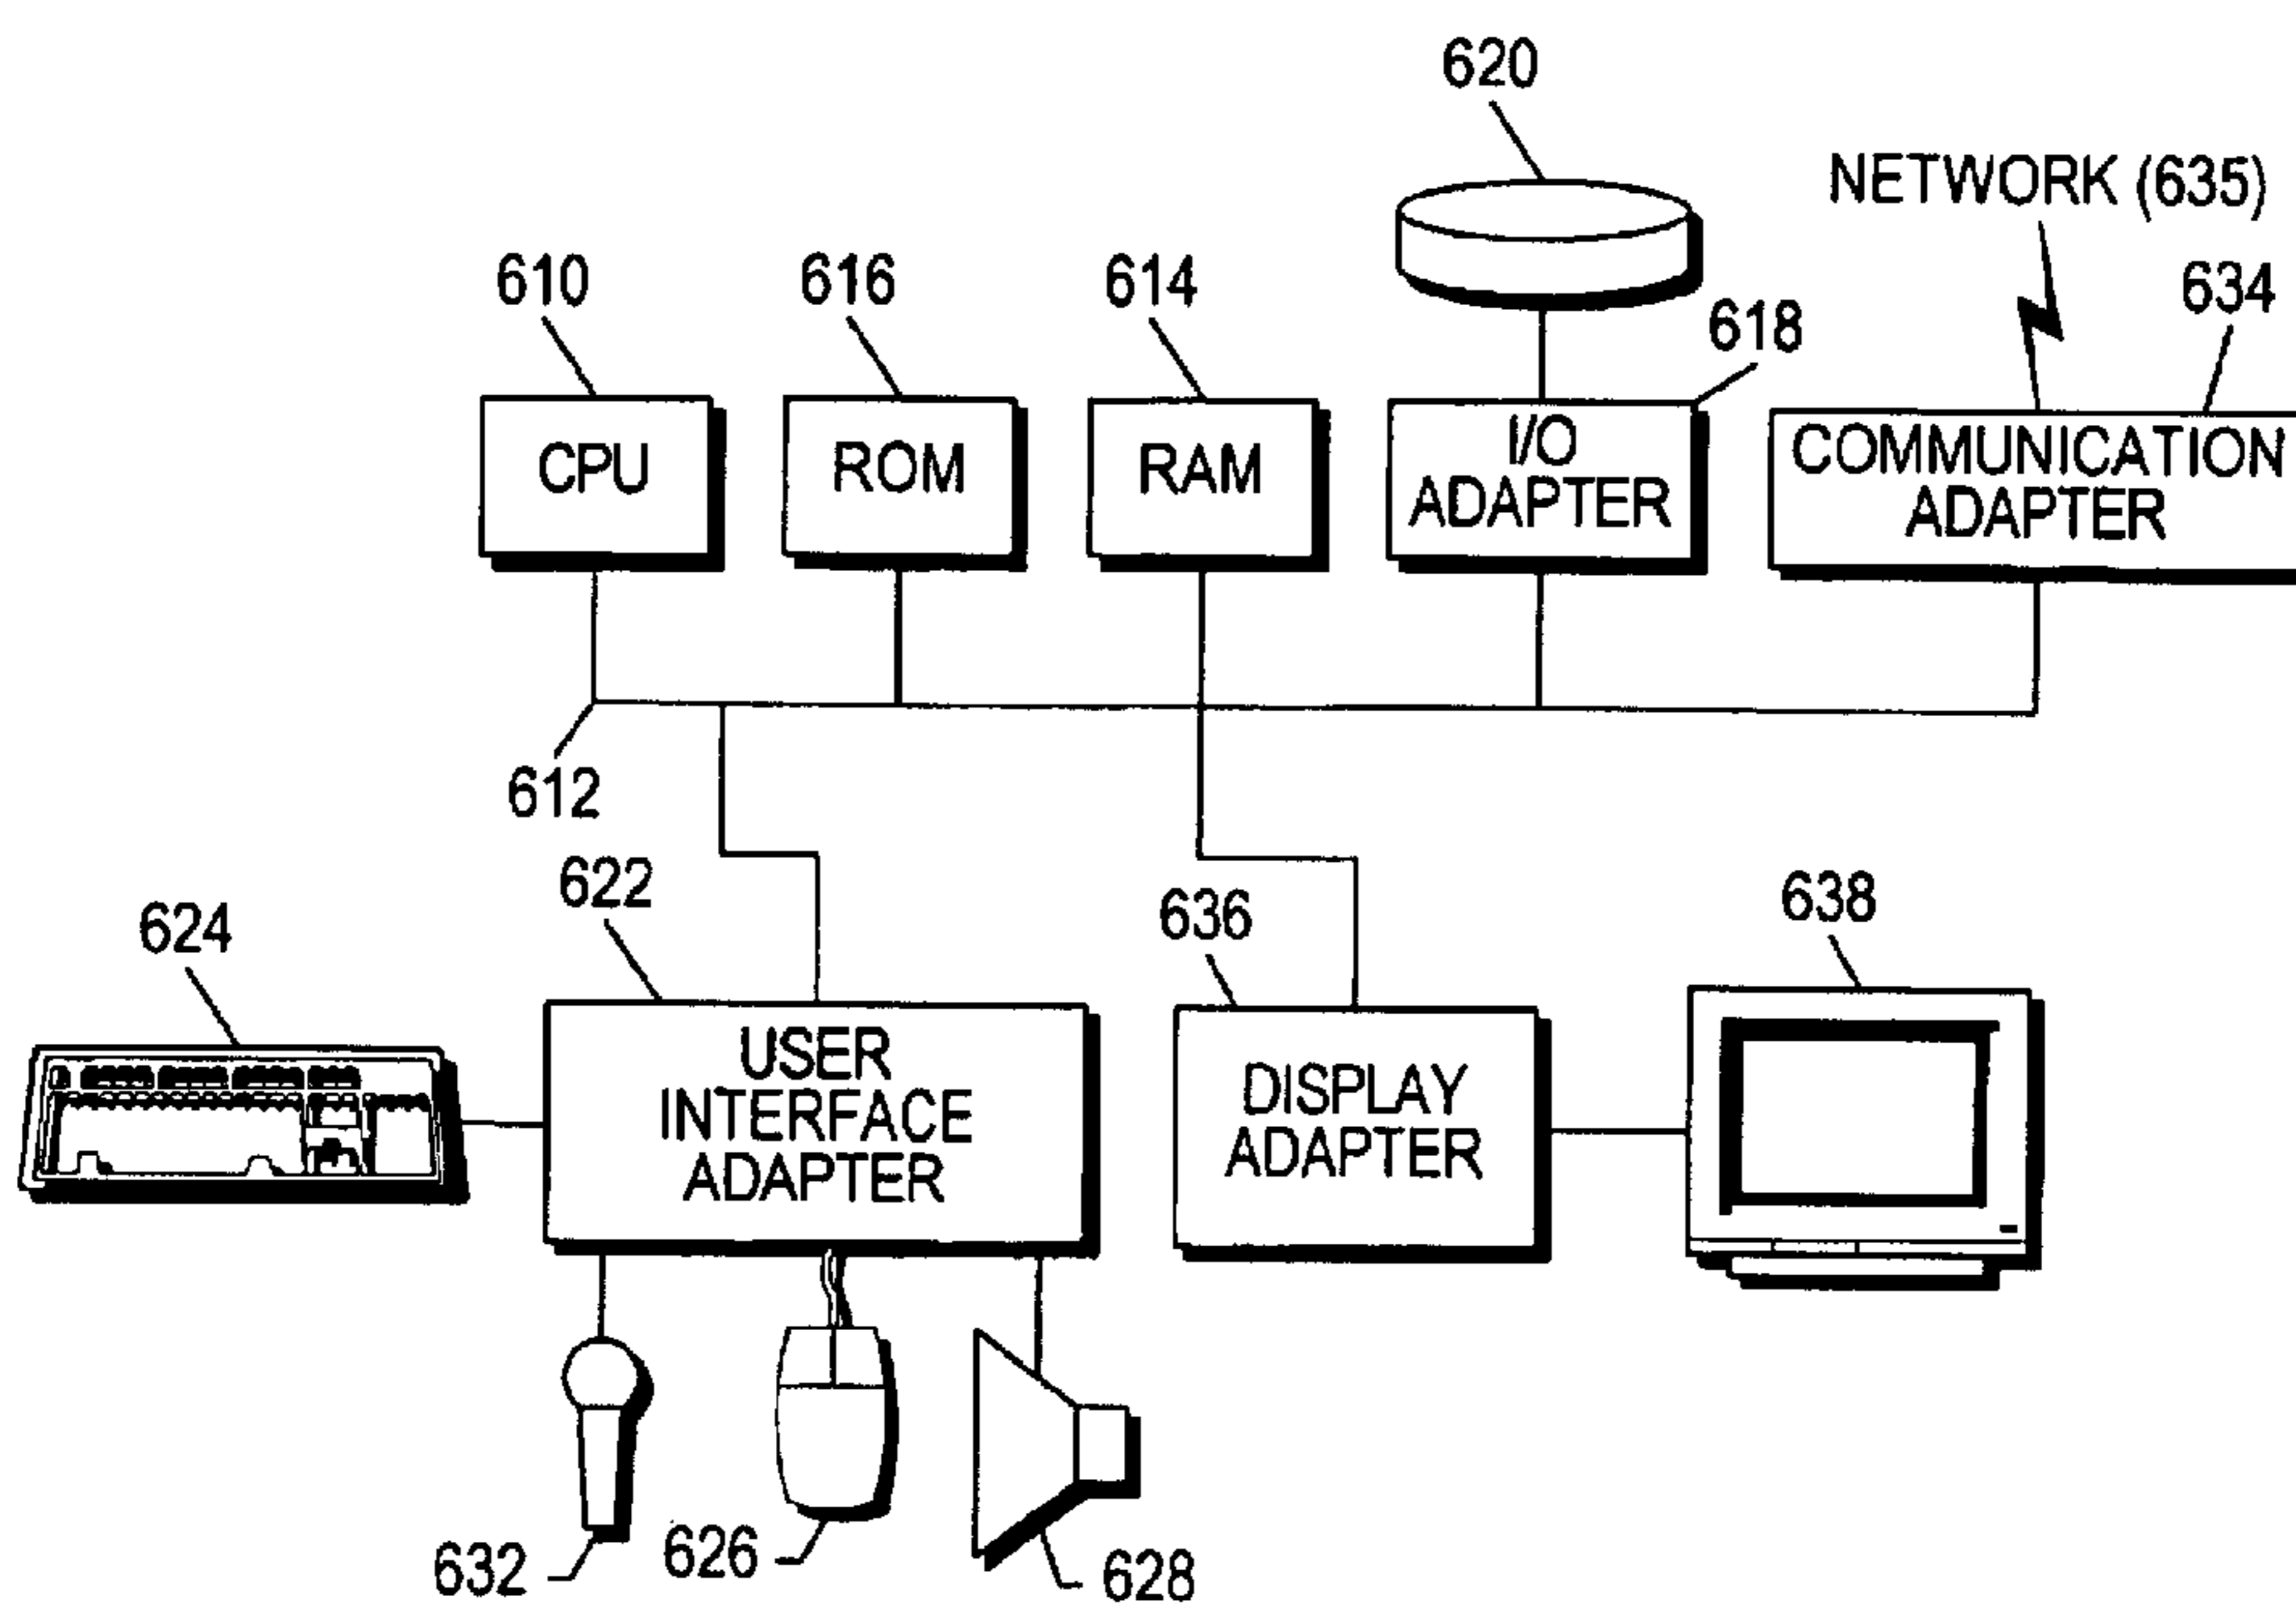 620
NETWORK (635)
610
616
614
618
634
CPU
ROM
RAM
I/O
ADAPTER
COMMUNICATION
ADAPTER
612
622
624
636
638
USER
INTERFACE
ADAPTER
DISPLAY
ADAPTER
632
626
628